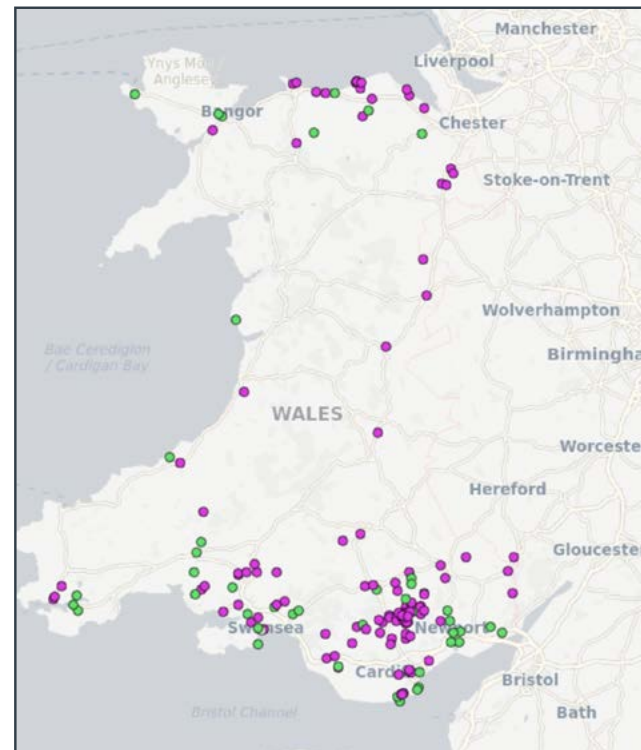 Manchester
Liverpool
Ynys Môn /
Anglesey
Bangor
Chester
Stoke-on-Trent
Wolverhampton
Bae Ceredigion
/ Cardigan Bay
Birmingha
WALES
Worceste
Hereford
Gloucester
Swansea
Newport
Cardiff
Bristol
Bristol Channel
Bath